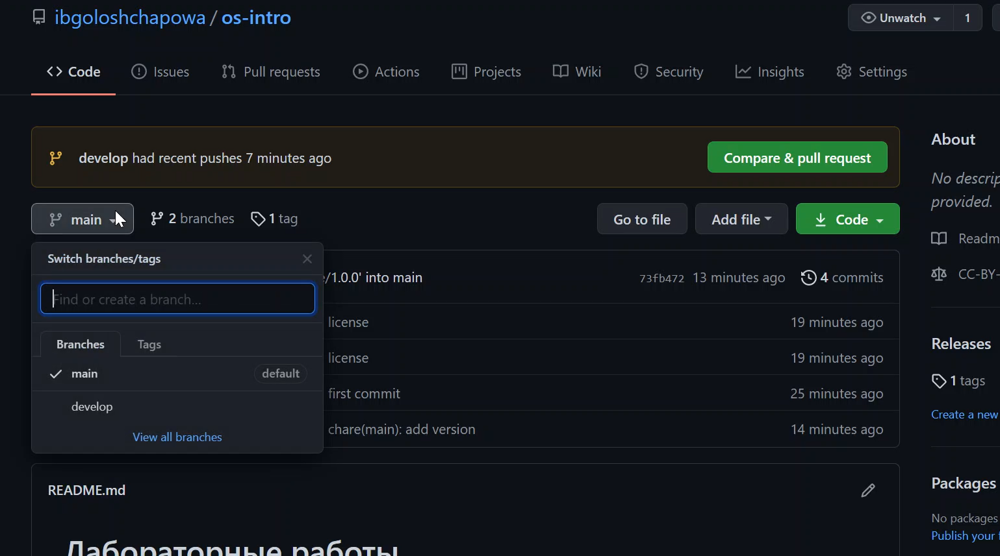 ibgoloshchapowa / os-intro
Unwatch 1
Code Issues Pull requests Actions Projects Wiki Security Insights Settings
develop had recent pushes 7 minutes ago
Compare & pull request
main 2 branches 1 tag
Go to file Add file Code
Switch branches/tags
Find or create a branch...
Branches Tags
main default
develop
View all branches
/1.0.0' into main 73fb472 13 minutes ago 4 commits
license 19 minutes ago
license 19 minutes ago
first commit 25 minutes ago
chare(main): add version 14 minutes ago
README.md
Лабораторные работы
About
No descrip
provided.
Readm
CC-BY-
Releases
1 tags
Create a new
Packages
No packages
Publish your